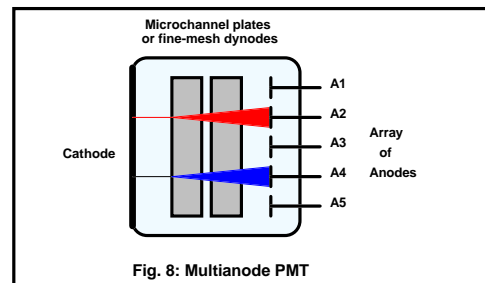 Microchannel plates
or fine-mesh dynodes
A1
A2
A3
A4
A5
Cathode
Array
of
Anodes
Fig. 8: Multianode PMT